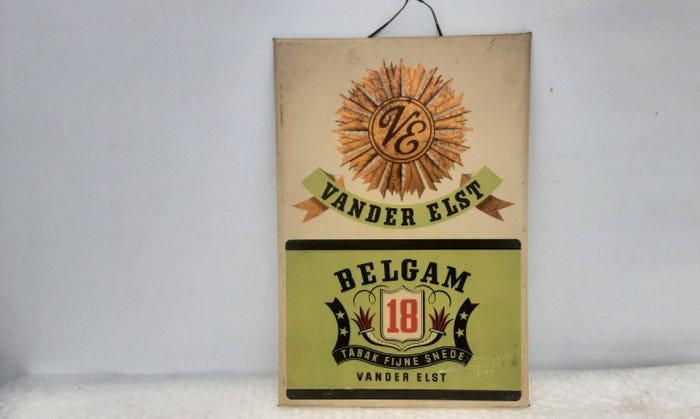 VE
VANDER ELST
BELGAM
18
TABAK FIJNE SNEDE
VANDER ELST